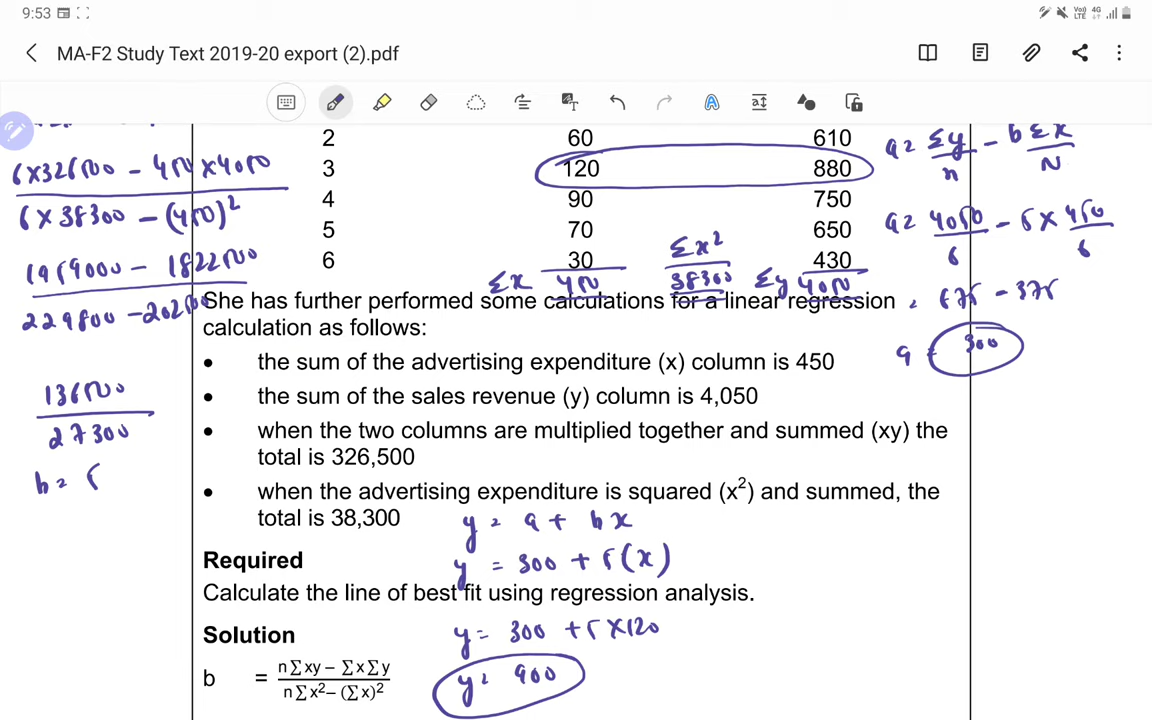 9:53
Vo) 4G
LTE
MA-F2 Study Text 2019-20 export (2).pdf
2 60 610
3 120 880
4 90 750
5 70 650
6 30 430
Σx 450 Σx² 38300 Σy 4050
6×326500 - 450×4050
6×38300 - (450)²
1959000 - 1822500
229800 - 202500
136500
27300
b = 5
a = Σy/n - b Σx/N
a = 4050/6 - 5 × 450/6
= 675 - 375
a = 300
She has further performed some calculations for a linear regression
calculation as follows:
• the sum of the advertising expenditure (x) column is 450
• the sum of the sales revenue (y) column is 4,050
• when the two columns are multiplied together and summed (xy) the
total is 326,500
• when the advertising expenditure is squared (x²) and summed, the
total is 38,300
y = a + bx
Required
y = 300 + 5(x)
Calculate the line of best fit using regression analysis.
Solution
y = 300 + 5×120
b = n∑xy – ∑x∑y
n∑x² – (∑x)²
y = 900